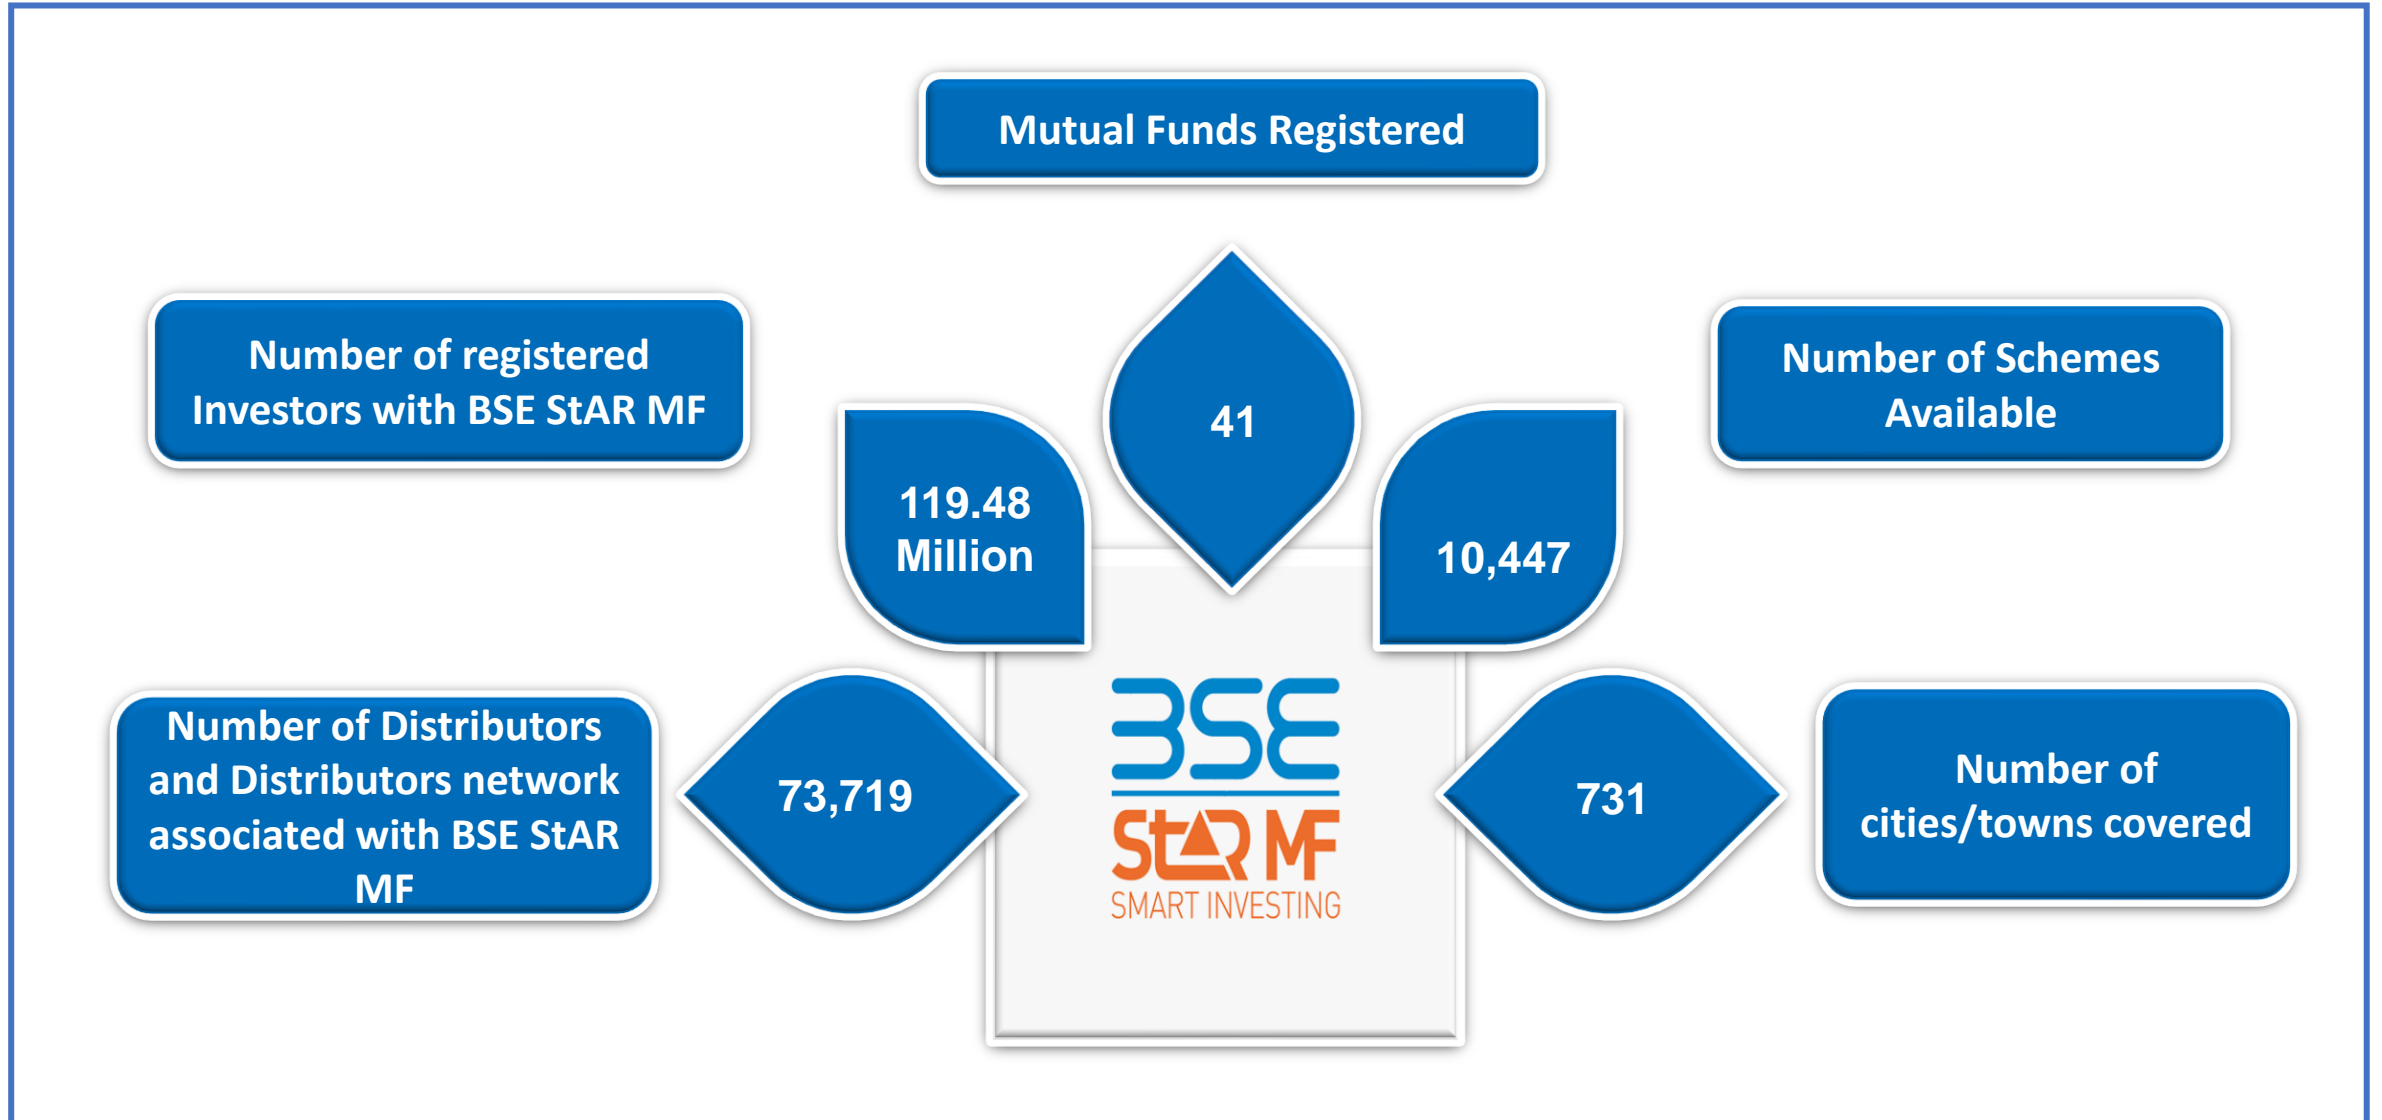 Mutual Funds Registered
41
Number of registered
Investors with BSE StAR MF
119.48
Million
Number of Schemes
Available
10,447
Number of Distributors
and Distributors network
associated with BSE StAR
MF
73,719
731
Number of
cities/towns covered
BSE
StAR MF
SMART INVESTING